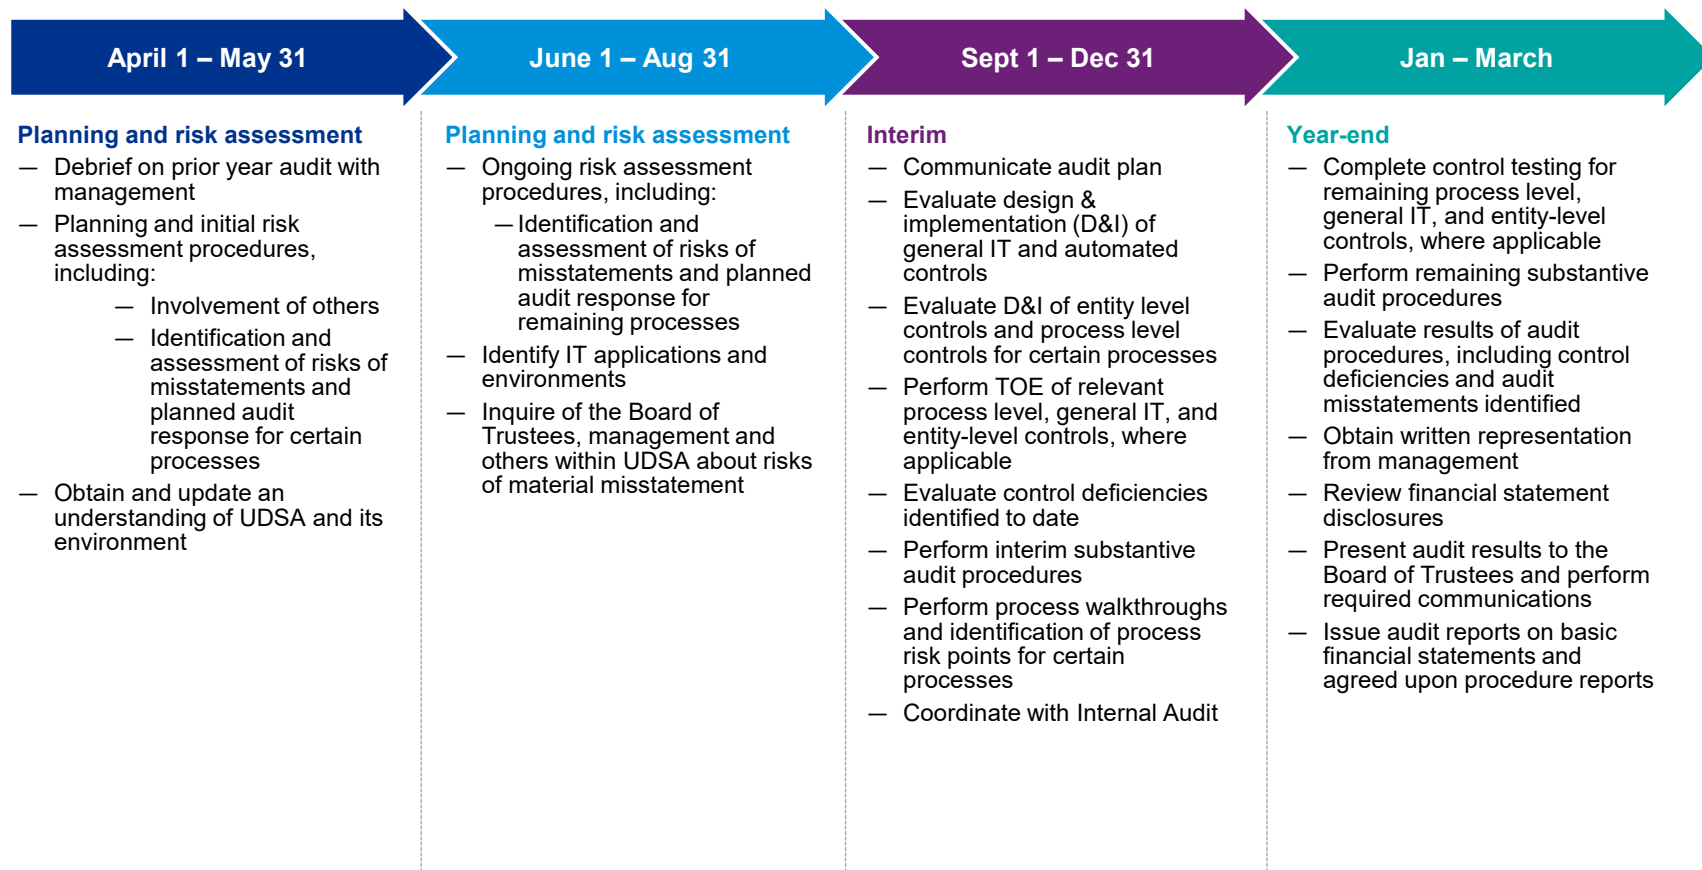 April 1 – May 31
June 1 – Aug 31
Sept 1 – Dec 31
Jan – March
Planning and risk assessment
— Debrief on prior year audit with
management
— Planning and initial risk
assessment procedures,
including:
— Involvement of others
— Identification and
assessment of risks of
misstatements and
planned audit
response for certain
processes
— Obtain and update an
understanding of UDSA and its
environment
Planning and risk assessment
— Ongoing risk assessment
procedures, including:
— Identification and
assessment of risks of
misstatements and planned
audit response for
remaining processes
— Identify IT applications and
environments
— Inquire of the Board of
Trustees, management and
others within UDSA about risks
of material misstatement
Interim
— Communicate audit plan
— Evaluate design &
implementation (D&I) of
general IT and automated
controls
— Evaluate D&I of entity level
controls and process level
controls for certain processes
— Perform TOE of relevant
process level, general IT, and
entity-level controls, where
applicable
— Evaluate control deficiencies
identified to date
— Perform interim substantive
audit procedures
— Perform process walkthroughs
and identification of process
risk points for certain
processes
— Coordinate with Internal Audit
Year-end
— Complete control testing for
remaining process level,
general IT, and entity-level
controls, where applicable
— Perform remaining substantive
audit procedures
— Evaluate results of audit
procedures, including control
deficiencies and audit
misstatements identified
— Obtain written representation
from management
— Review financial statement
disclosures
— Present audit results to the
Board of Trustees and perform
required communications
— Issue audit reports on basic
financial statements and
agreed upon procedure reports